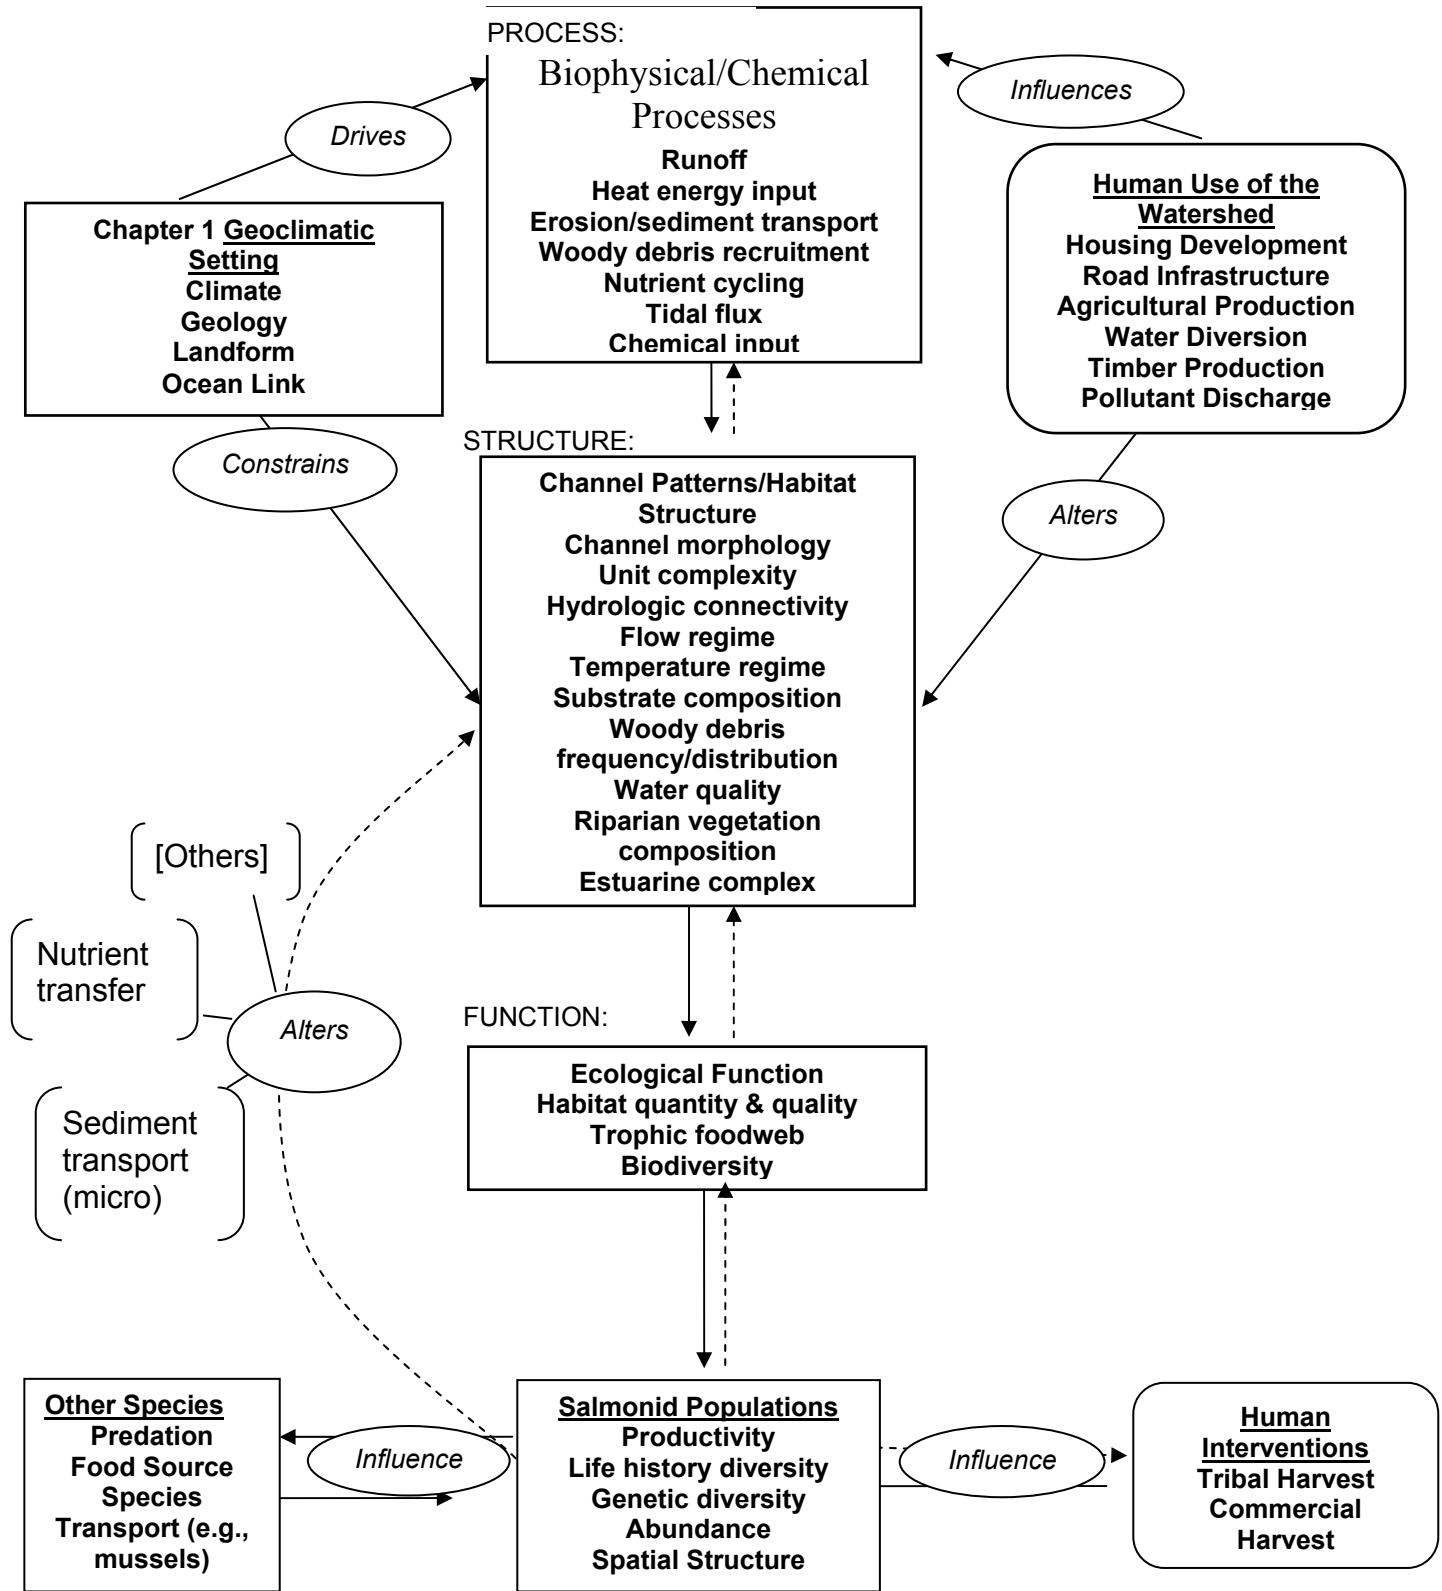 PROCESS:
Biophysical/Chemical
Processes
Runoff
Heat energy input
Erosion/sediment transport
Woody debris recruitment
Nutrient cycling
Tidal flux
Chemical input
Drives
Influences
Chapter 1 Geoclimatic
Setting
Climate
Geology
Landform
Ocean Link
Human Use of the
Watershed
Housing Development
Road Infrastructure
Agricultural Production
Water Diversion
Timber Production
Pollutant Discharge
Constrains
Alters
STRUCTURE:
Channel Patterns/Habitat
Structure
Channel morphology
Unit complexity
Hydrologic connectivity
Flow regime
Temperature regime
Substrate composition
Woody debris
frequency/distribution
Water quality
Riparian vegetation
composition
Estuarine complex
[Others]
Nutrient
transfer
Alters
Sediment
transport
(micro)
FUNCTION:
Ecological Function
Habitat quantity & quality
Trophic foodweb
Biodiversity
Other Species
Predation
Food Source
Species
Transport (e.g.,
mussels)
Influence
Salmonid Populations
Productivity
Life history diversity
Genetic diversity
Abundance
Spatial Structure
Influence
Human
Interventions
Tribal Harvest
Commercial
Harvest